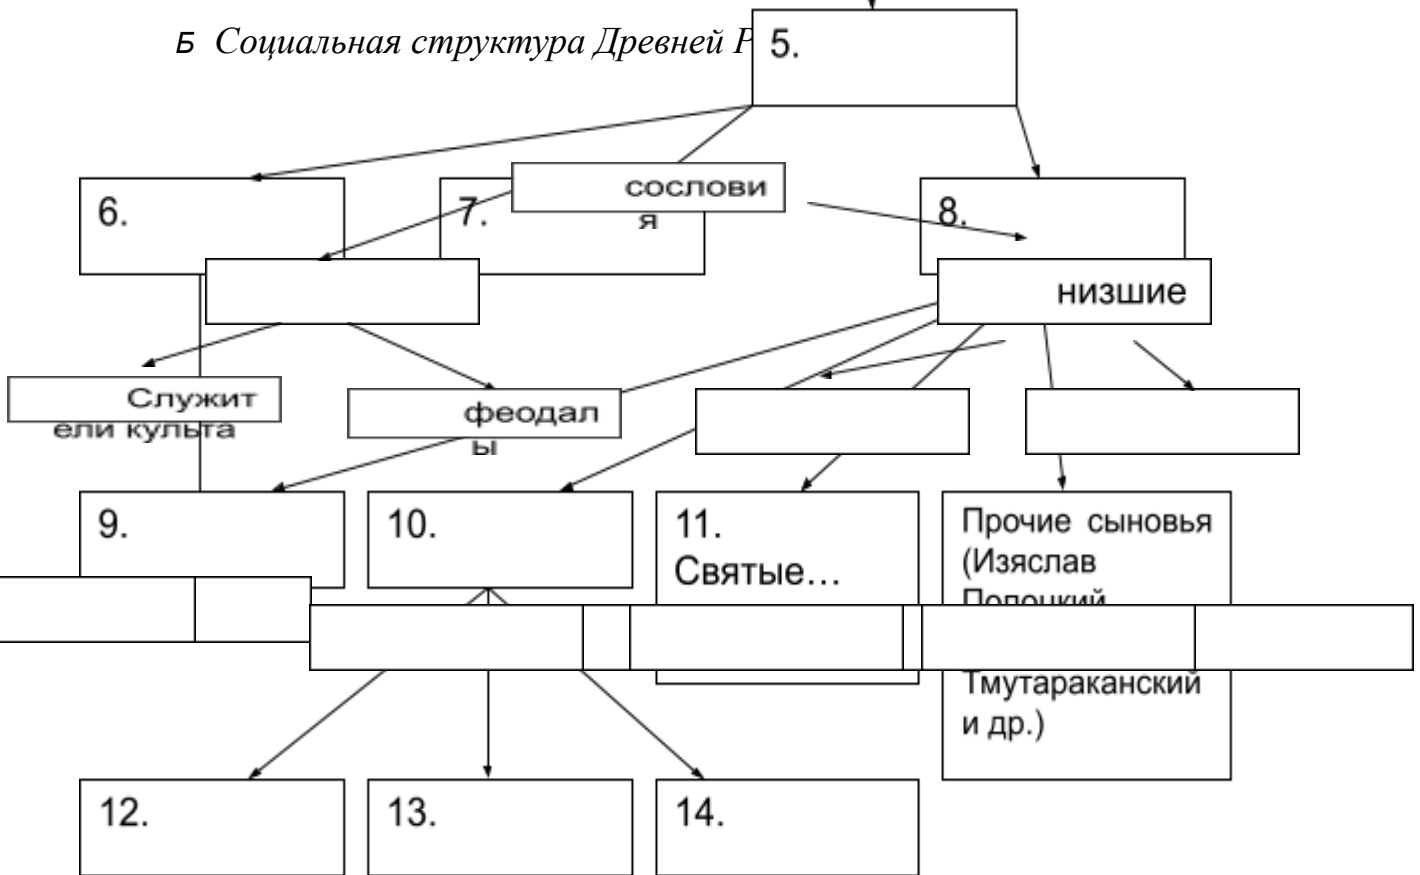 Б Социальная структура Древней Р
5.
сослови
я
6.
7.
8.
низшие
Служит
ели культа
феодал
ы
9.
10.
11.
Святые...
Прочие сыновья
(Изяслав
Полоцкий
Тмутараканский
и др.)
12.
13.
14.